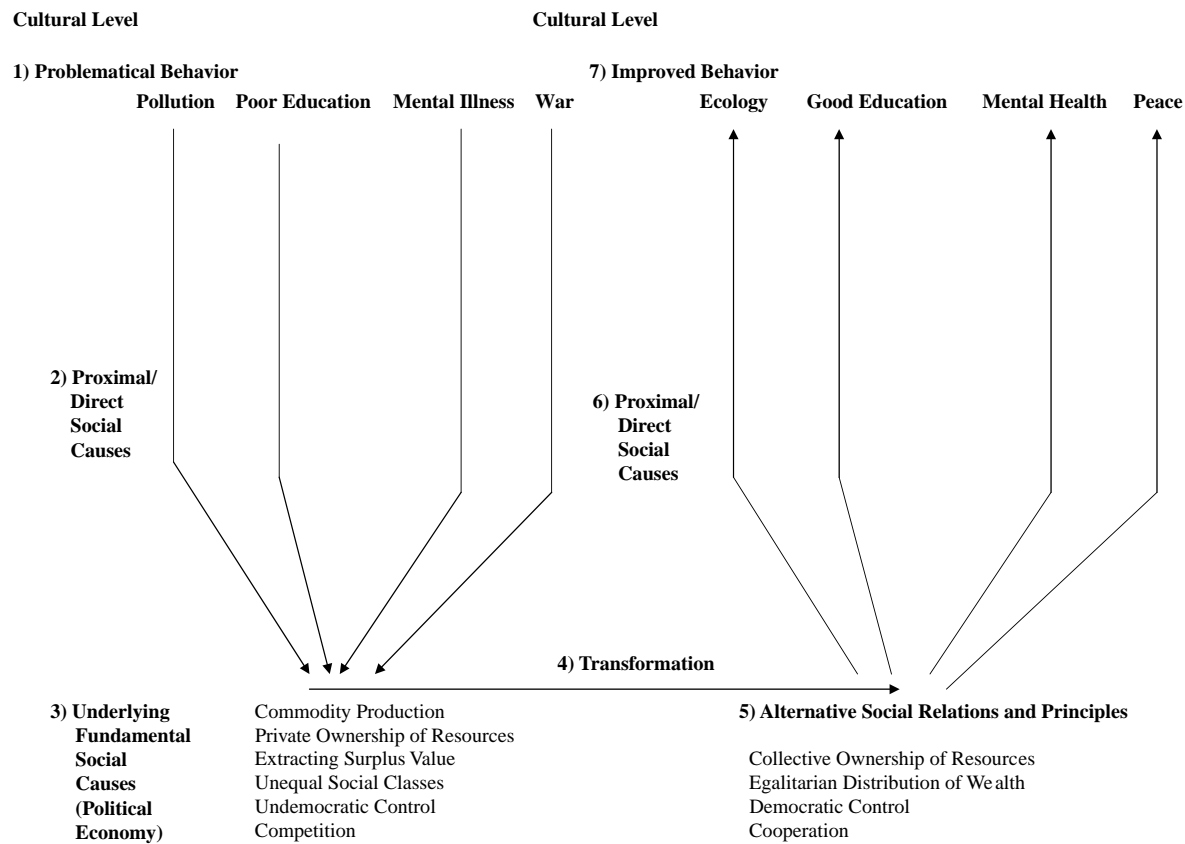 Cultural Level
Cultural Level
1) Problematical Behavior
7) Improved Behavior
Pollution Poor Education Mental Illness War
Ecology Good Education Mental Health Peace
2) Proximal/
Direct
Social
Causes
6) Proximal/
Direct
Social
Causes
4) Transformation
3) Underlying
Fundamental
Social
Causes
(Political
Economy)
Commodity Production
Private Ownership of Resources
Extracting Surplus Value
Unequal Social Classes
Undemocratic Control
Competition
5) Alternative Social Relations and Principles
Collective Ownership of Resources
Egalitarian Distribution of Wealth
Democratic Control
Cooperation